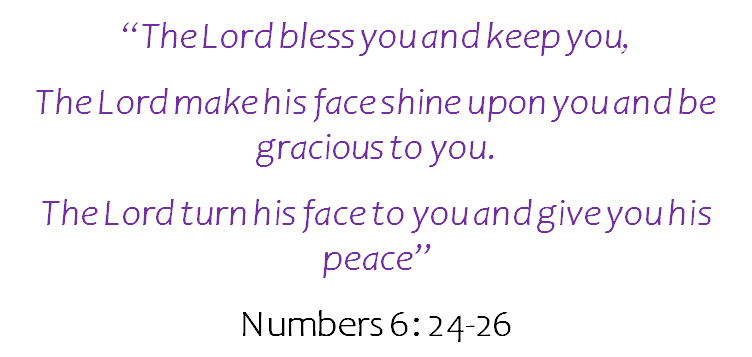 “The Lord bless you and keep you,
The Lord make his face shine upon you and be
gracious to you.
The Lord turn his face to you and give you his
peace”
Numbers 6: 24-26